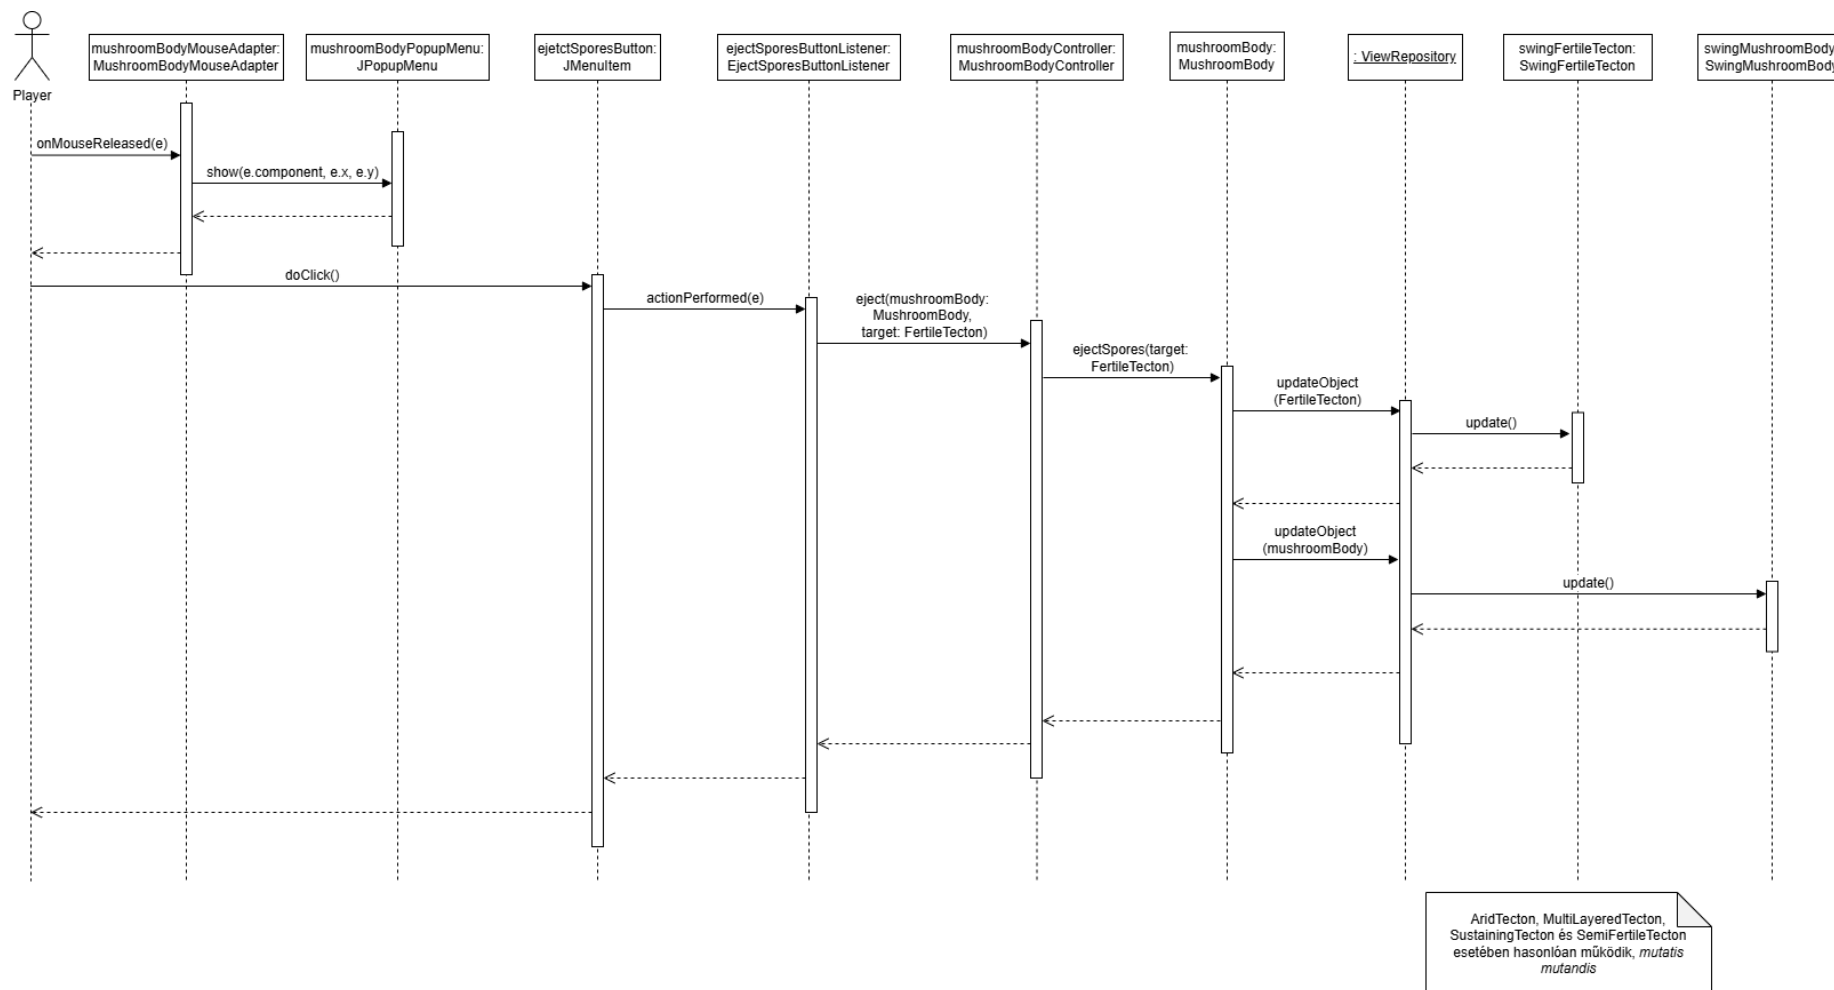 mushroomBodyMouseAdapter:
MushroomBodyMouseAdapter
mushroomBodyPopupMenu:
JPopupMenu
ejetctSporesButton:
JMenuItem
ejectSporesButtonListener:
EjectSporesButtonListener
mushroomBodyController:
MushroomBodyController
mushroomBody:
MushroomBody
: ViewRepository
swingFertileTecton:
SwingFertileTecton
swingMushroomBody
SwingMushroomBody
Player
onMouseReleased(e)
show(e.component, e.x, e.y)
doClick()
actionPerformed(e)
eject(mushroomBody:
MushroomBody,
target: FertileTecton)
ejectSpores(target:
FertileTecton)
updateObject
(FertileTecton)
update()
updateObject
(mushroomBody)
update()
AridTecton, MultiLayeredTecton,
SustainingTecton és SemiFertileTecton
esetében hasonlóan működik, mutatis
mutandis